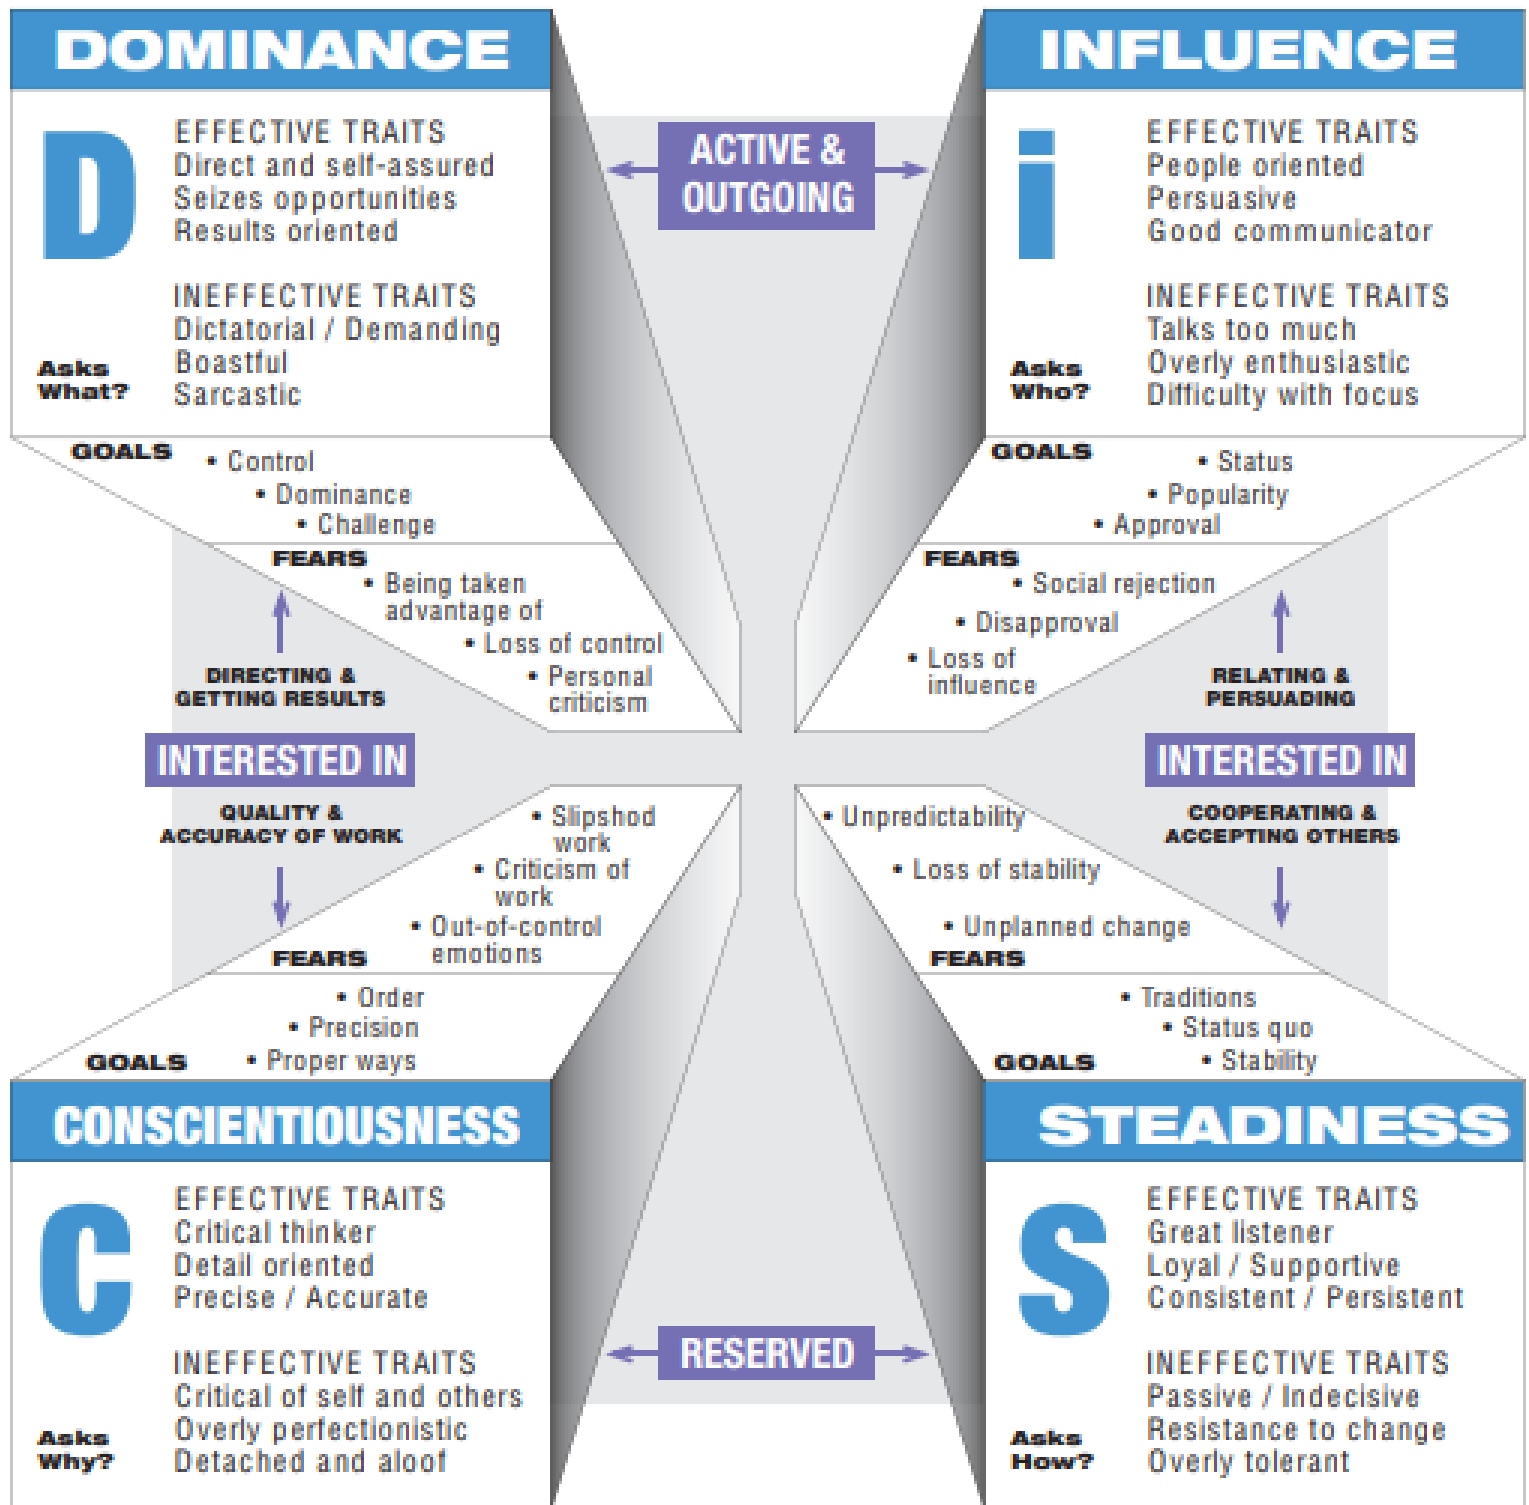 DOMINANCE
D
EFFECTIVE TRAITS
Direct and self-assured
Seizes opportunities
Results oriented
INEFFECTIVE TRAITS
Dictatorial / Demanding
Boastful
Sarcastic
Asks
What?
GOALS
• Control
• Dominance
• Challenge
FEARS
• Being taken
advantage of
• Loss of control
• Personal
criticism
ACTIVE &
OUTGOING
INFLUENCE
i
EFFECTIVE TRAITS
People oriented
Persuasive
Good communicator
INEFFECTIVE TRAITS
Talks too much
Overly enthusiastic
Difficulty with focus
Asks
Who?
GOALS
• Status
• Popularity
• Approval
FEARS
• Social rejection
• Disapproval
• Loss of
influence
DIRECTING &
GETTING RESULTS
INTERESTED IN
QUALITY &
ACCURACY OF WORK
RELATING &
PERSUADING
INTERESTED IN
COOPERATING &
ACCEPTING OTHERS
• Slipshod
work
• Criticism of
work
• Out-of-control
emotions
FEARS
• Order
• Precision
• Proper ways
GOALS
CONSCIENTIOUSNESS
C
EFFECTIVE TRAITS
Critical thinker
Detail oriented
Precise / Accurate
INEFFECTIVE TRAITS
Critical of self and others
Overly perfectionistic
Detached and aloof
Asks
Why?
RESERVED
• Unpredictability
• Loss of stability
• Unplanned change
FEARS
• Traditions
• Status quo
• Stability
GOALS
STEADINESS
S
EFFECTIVE TRAITS
Great listener
Loyal / Supportive
Consistent / Persistent
INEFFECTIVE TRAITS
Passive / Indecisive
Resistance to change
Overly tolerant
Asks
How?